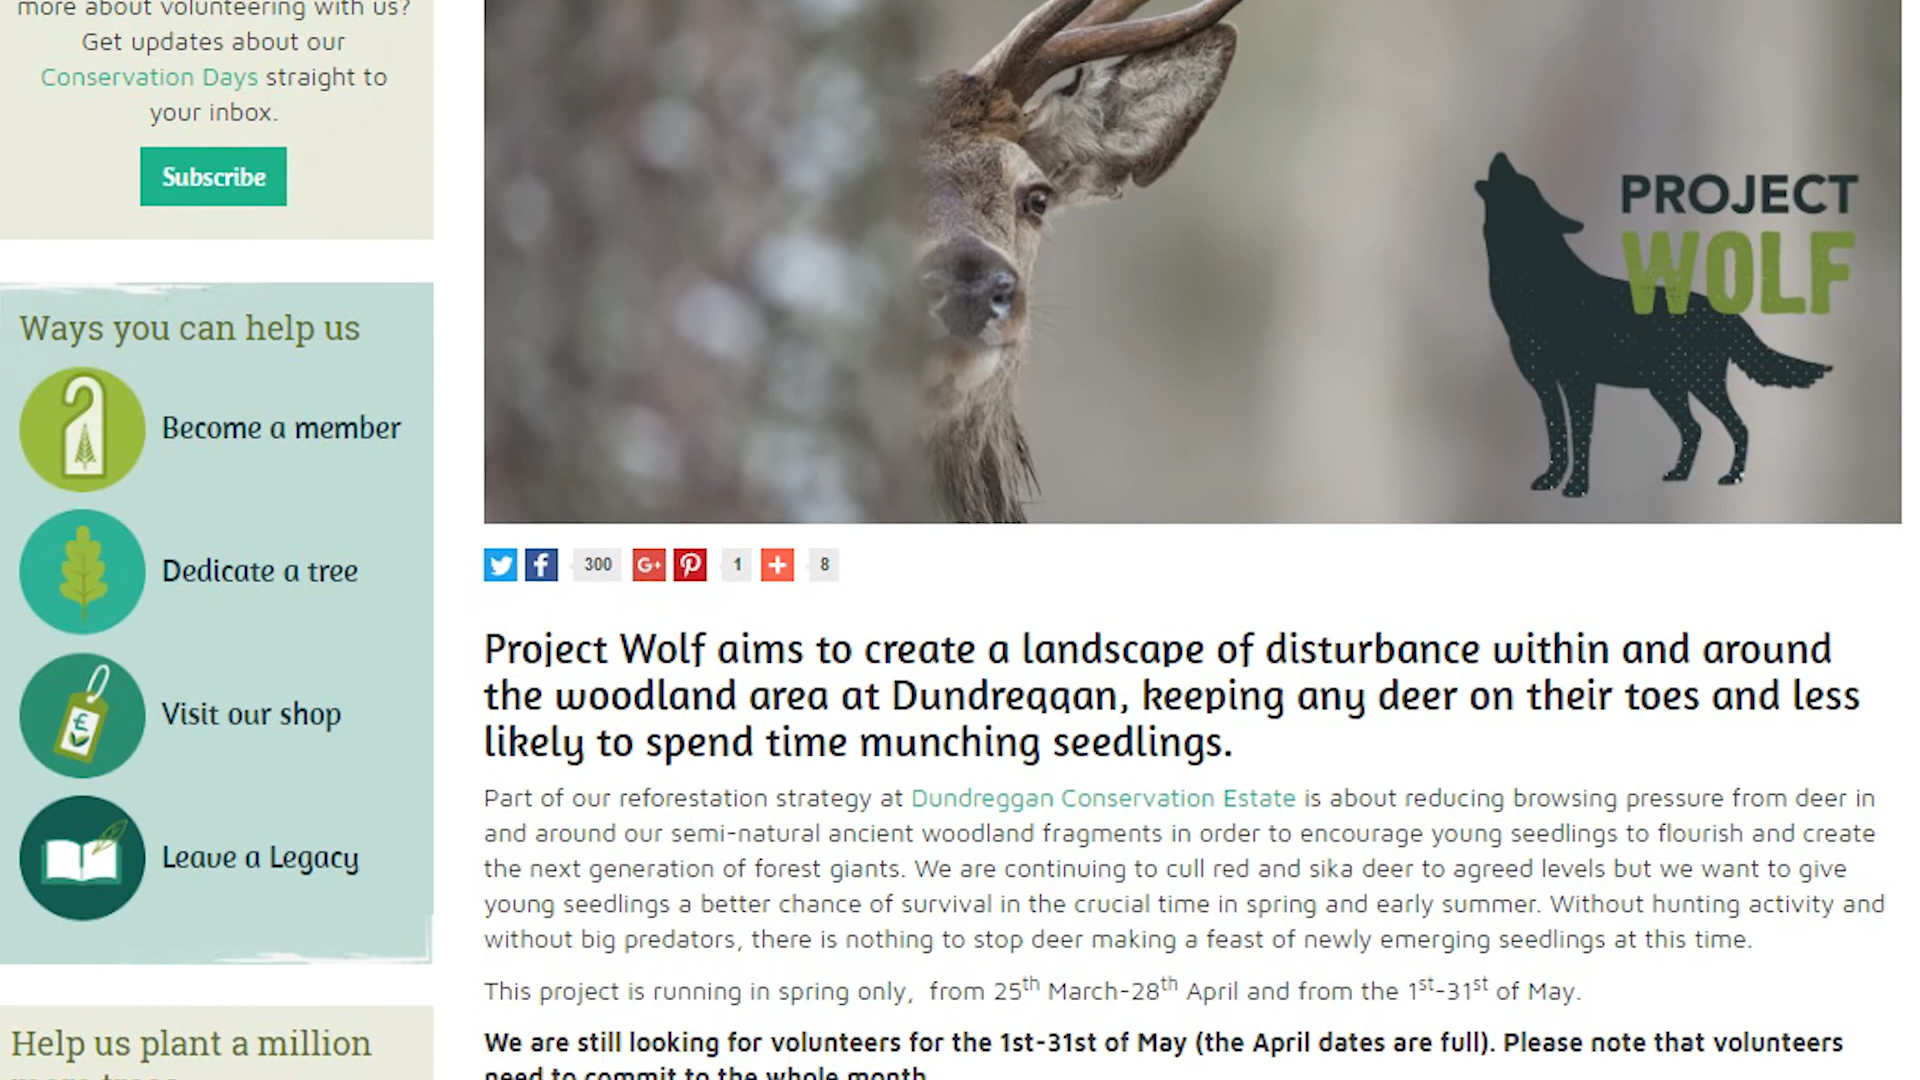 more about volunteering with us?
Get updates about our
Conservation Days straight to
your inbox.
Subscribe
Ways you can help us
Become a member
Dedicate a tree
£
Visit our shop
Leave a Legacy
Help us plant a million
more trees
PROJECT
WOLF
300
G+
1
8
Project Wolf aims to create a landscape of disturbance within and around
the woodland area at Dundreggan, keeping any deer on their toes and less
likely to spend time munching seedlings.
Part of our reforestation strategy at Dundreggan Conservation Estate is about reducing browsing pressure from deer in
and around our semi-natural ancient woodland fragments in order to encourage young seedlings to flourish and create
the next generation of forest giants. We are continuing to cull red and sika deer to agreed levels but we want to give
young seedlings a better chance of survival in the crucial time in spring and early summer. Without hunting activity and
without big predators, there is nothing to stop deer making a feast of newly emerging seedlings at this time.
This project is running in spring only, from 25th March-28th April and from the 1st-31st of May.
We are still looking for volunteers for the 1st-31st of May (the April dates are full). Please note that volunteers
need to commit to the whole month.